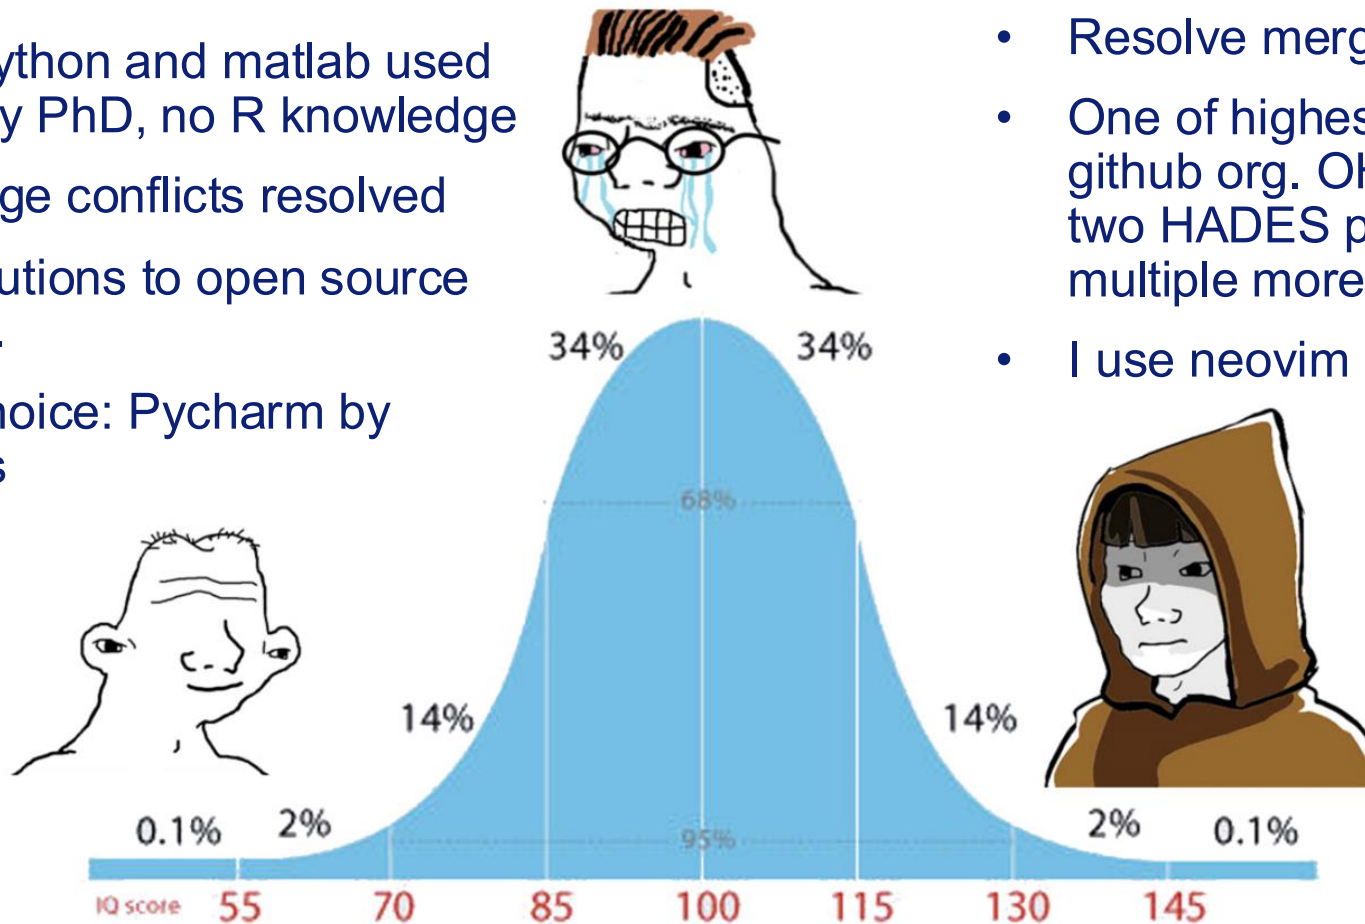 ython and matlab used
y PhD, no R knowledge
ge conflicts resolved
utions to open source
.
hoice: Pycharm by
s
• Resolve merg
• One of highes
github org. OH
two HADES p
multiple more
• I use neovim
34% 34%
68%
14% 14%
0.1% 2% 95% 2% 0.1%
IQ score 55 70 85 100 115 130 145